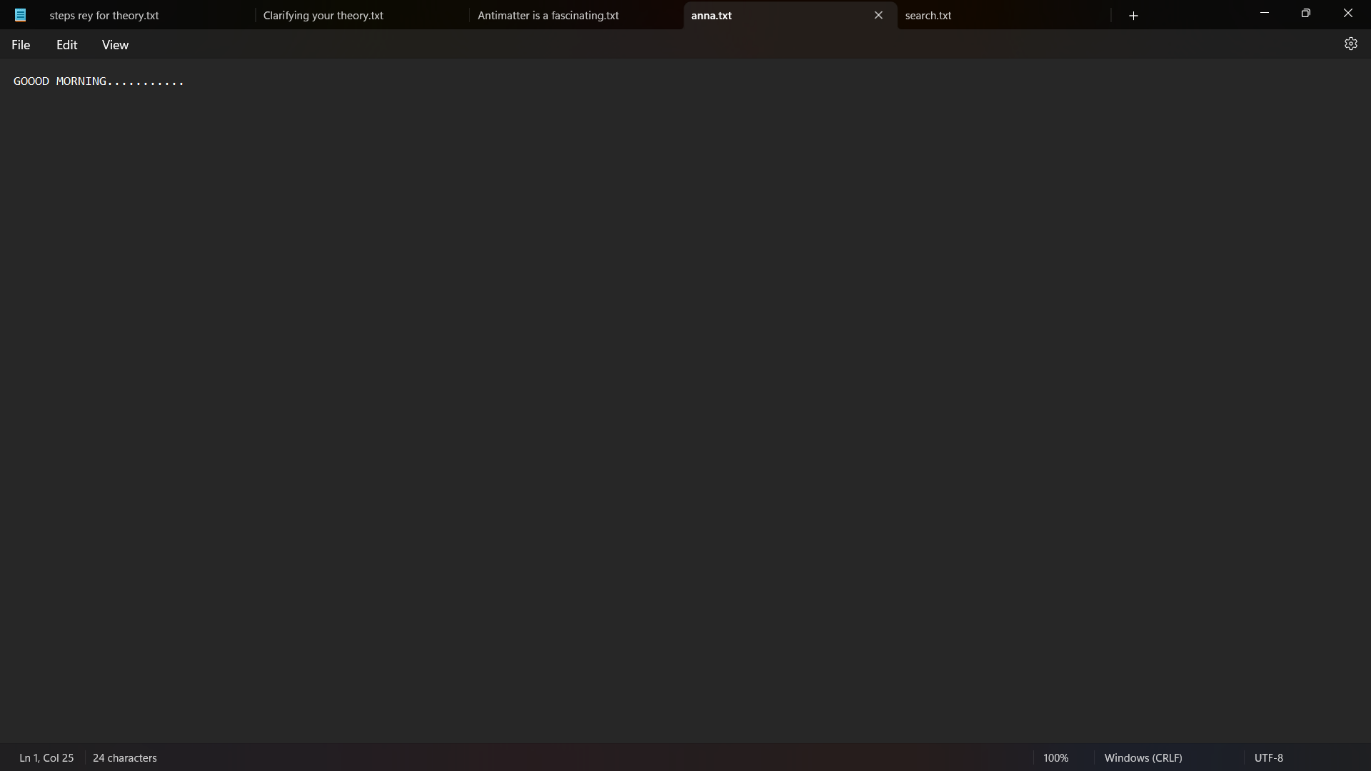 steps rey for theory.txt
Clarifying your theory.txt
Antimatter is a fascinating.txt
anna.txt
search.txt
File
Edit
View
GOOOD MORNING...........
Ln 1, Col 25
24 characters
100%
Windows (CRLF)
UTF-8